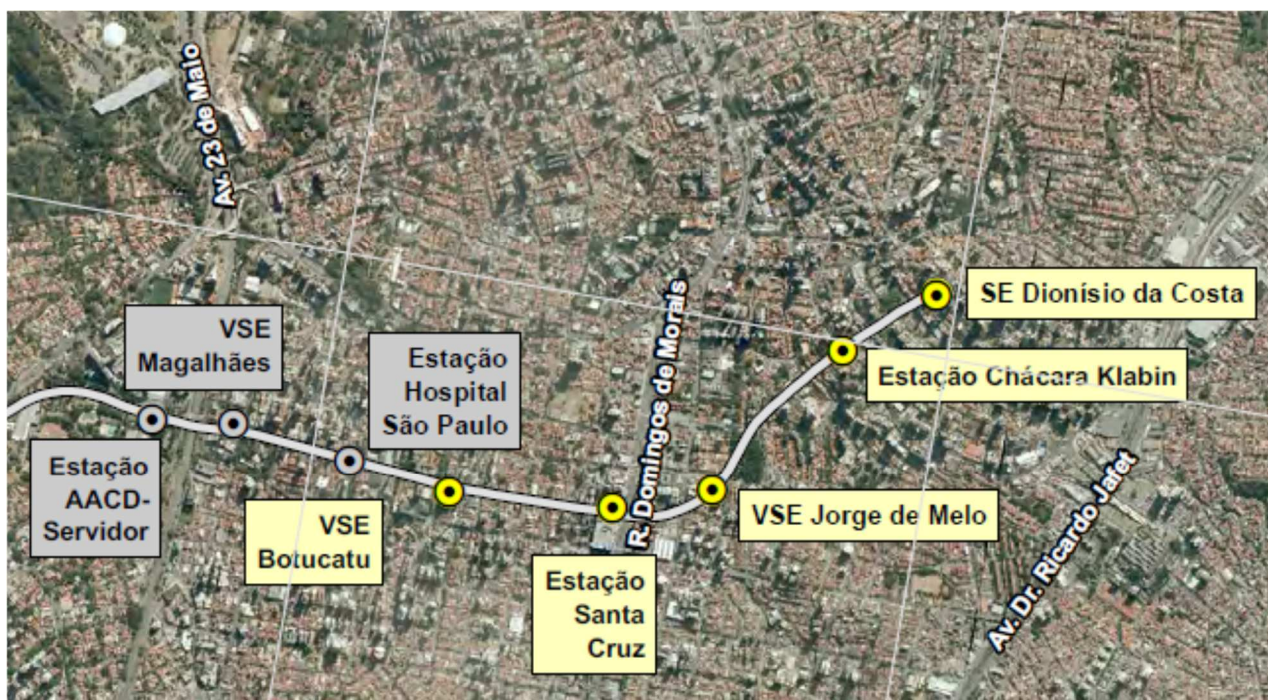 Av. 23 de Maio
SE Dionísio da Costa
VSE
Magalhães
Estação
Hospital
São Paulo
R. Domingos de Morais
Estação Chácara Klabin
Estação
AACD-
Servidor
VSE
Botucatu
VSE Jorge de Melo
Av. Dr. Ricardo Jafet
Estação
Santa
Cruz